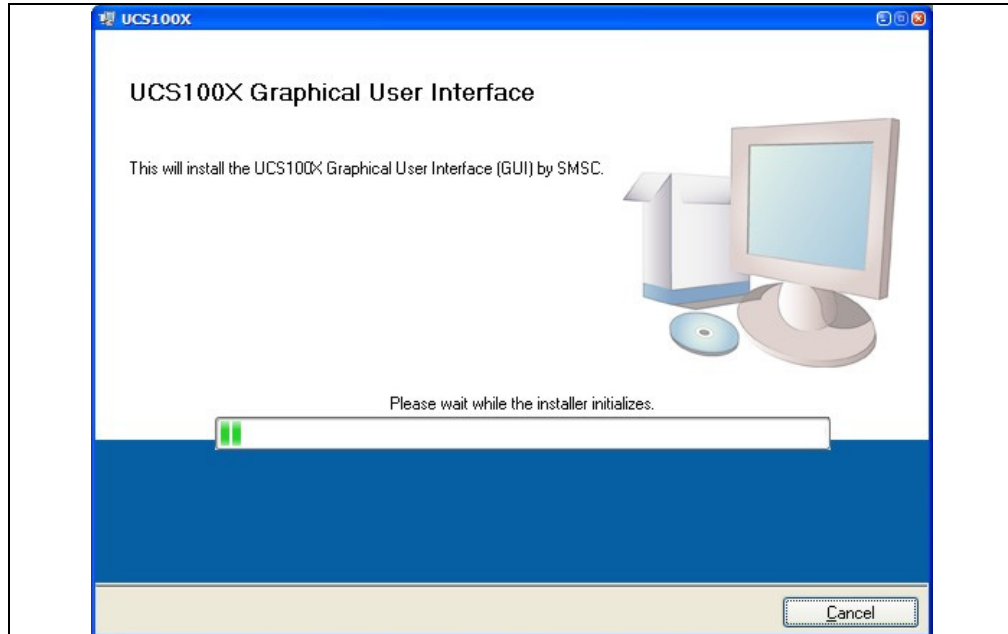 UCS100X
UCS100X Graphical User Interface
This will install the UCS100X Graphical User Interface (GUI) by SMSC.
Please wait while the installer initializes.
Cancel